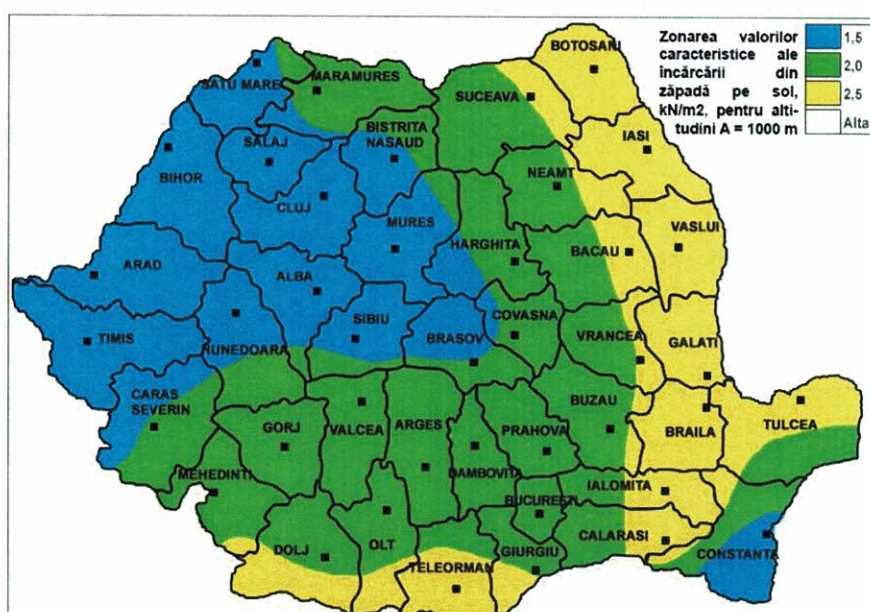 Zonarea valorilor
caracteristice ale
încărcării din
zăpadă pe sol,
kN/m2, pentru alti-
tudini A = 1000 m
1,5
2,0
2,5
Alta
BOTOSANI
SATU MARE
MARAMURES
SUCEAVA
IASI
BISTRITA
NASAUD
SALAJ
BIHOR
NEAMT
CLUJ
MURES
VASLUI
HARGHITA
BACAU
ARAD
ALBA
COVASNA
SIBIU
BRASOV
VRANCEA
TIMIS
HUNEDOARA
GALATI
CARAS
SEVERIN
BUZAU
GORJ
VALCEA
ARGES
PRAHOVA
BRAILA
TULCEA
MEHEDINTI
DAMBOVITA
IALOMITA
BUCURESTI
CALARASI
CONSTANTA
DOLJ
OLT
GIURGIU
TELEORMAN